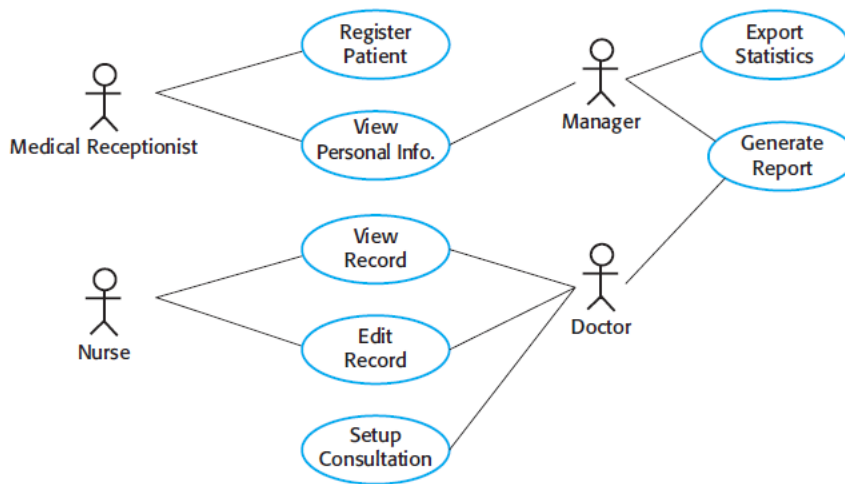 Register
Patient
Export
Statistics
Medical Receptionist
View
Personal Info.
Manager
Generate
Report
View
Record
Nurse
Edit
Record
Doctor
Setup
Consultation